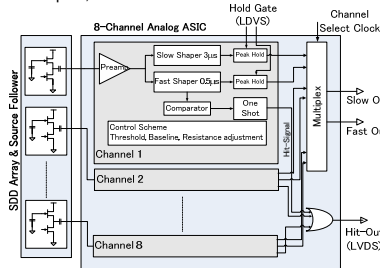 8-Channel Analog ASIC
Hold Gate
(LDVS)
Channel
Select Clock
SDD Array & Source Follower
Preamp
Slow Shaper 3μs
Peak Hold
Fast Shaper 0.5μs
Peak Hold
Comparator
One
Shot
Control Scheme
Threshold, Baseline, Resistance adjustment
Channel 1
Hit-Signal
Multiplex
Slow O
Fast O
Channel 2
Channel 8
Hit-Out
(LVDS)